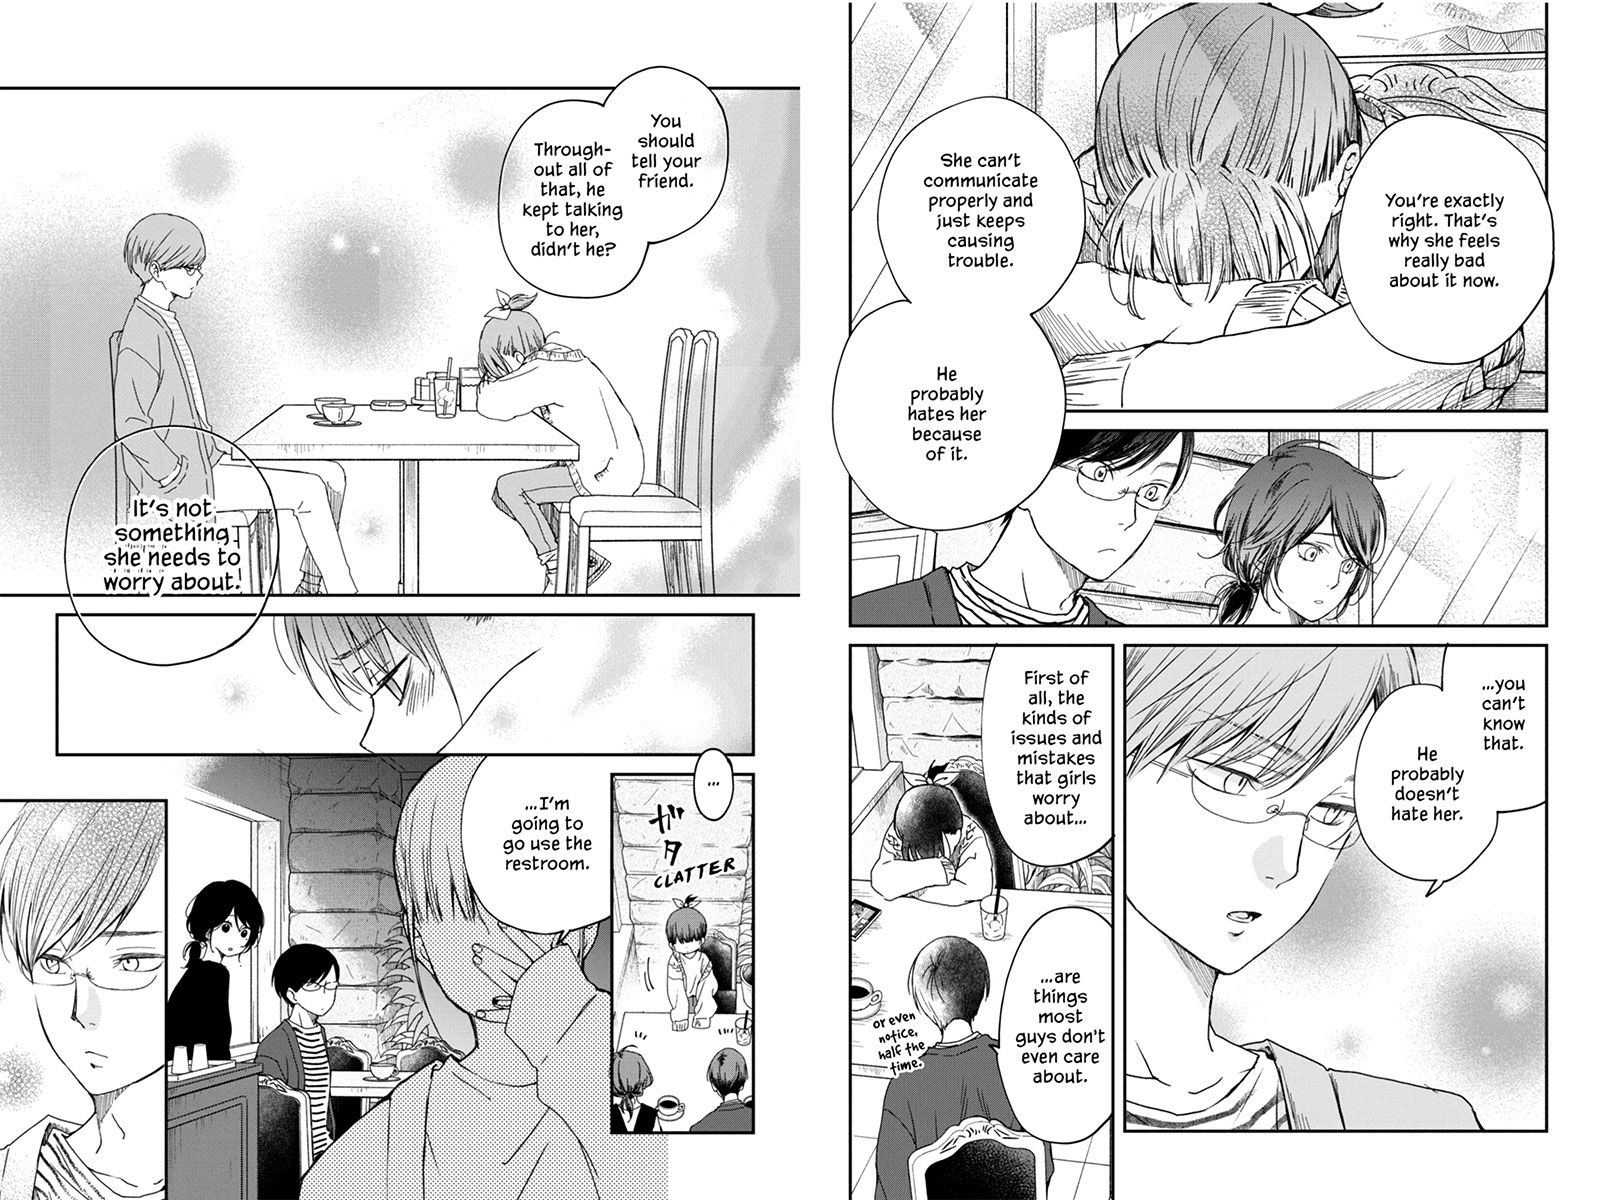 You're exactly
right. That's
why she feels
really bad
about it now.
She can't
communicate
properly and
just keeps
causing
trouble.
He
probably
hates her
because
of it.
...you
can't
know
that.
He
probably
doesn't
hate her.
First of
all, the
kinds of
issues and
mistakes
that girls
worry
about...
...are
things
most
guys don't
even care
about.
or even
notice,
half the
time.
You
should
tell your
friend.
Through-
out all of
that, he
kept talking
to her,
didn't he?
It's not
something
she needs to
worry about.
...
ガタ
CLATTER
...I'm
going to
go use the
restroom.